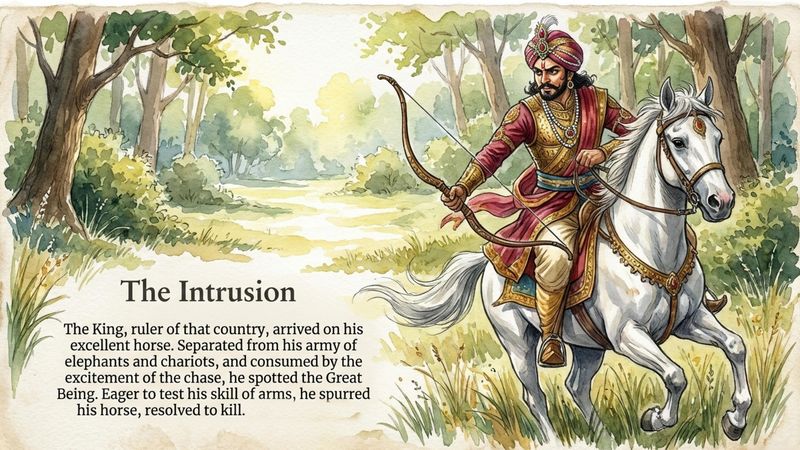 The Intrusion
The King, ruler of that country, arrived on his
excellent horse. Separated from his army of
elephants and chariots, and consumed by the
excitement of the chase, he spotted the Great
Being. Eager to test his skill of arms, he spurred
his horse, resolved to kill.